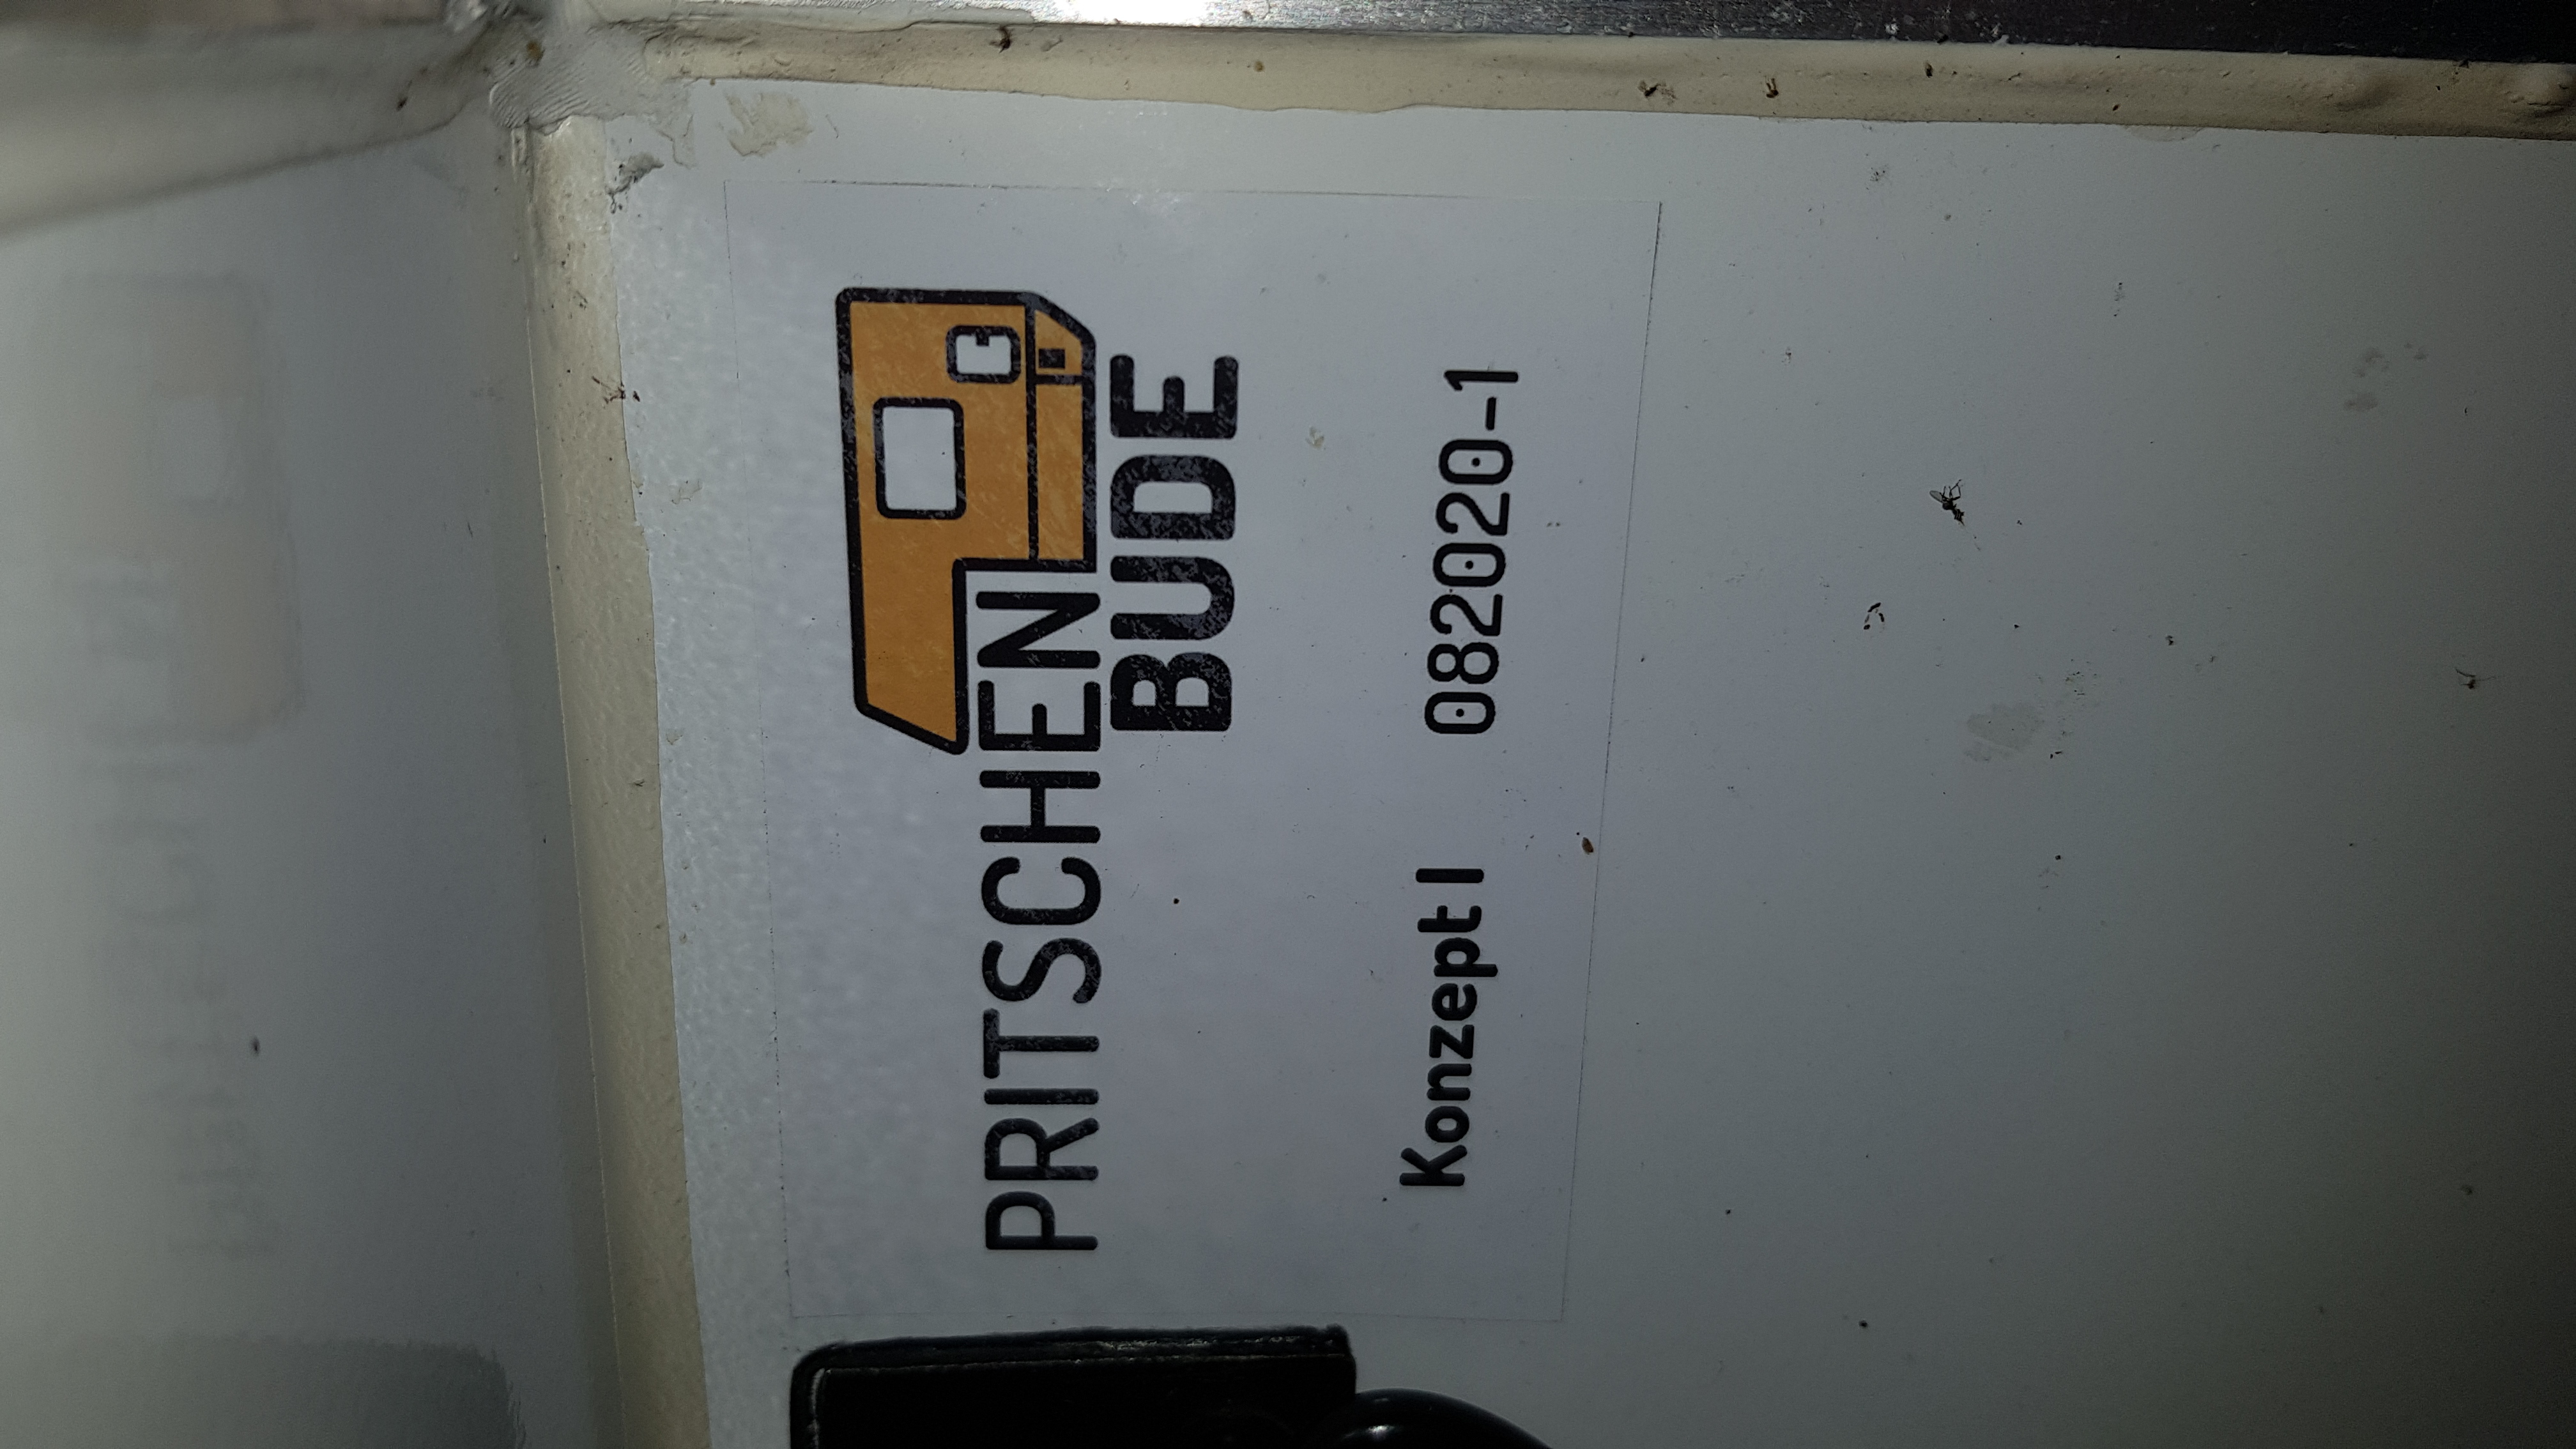 PRITSCHEN
BUDE
Konzept I 082020-1